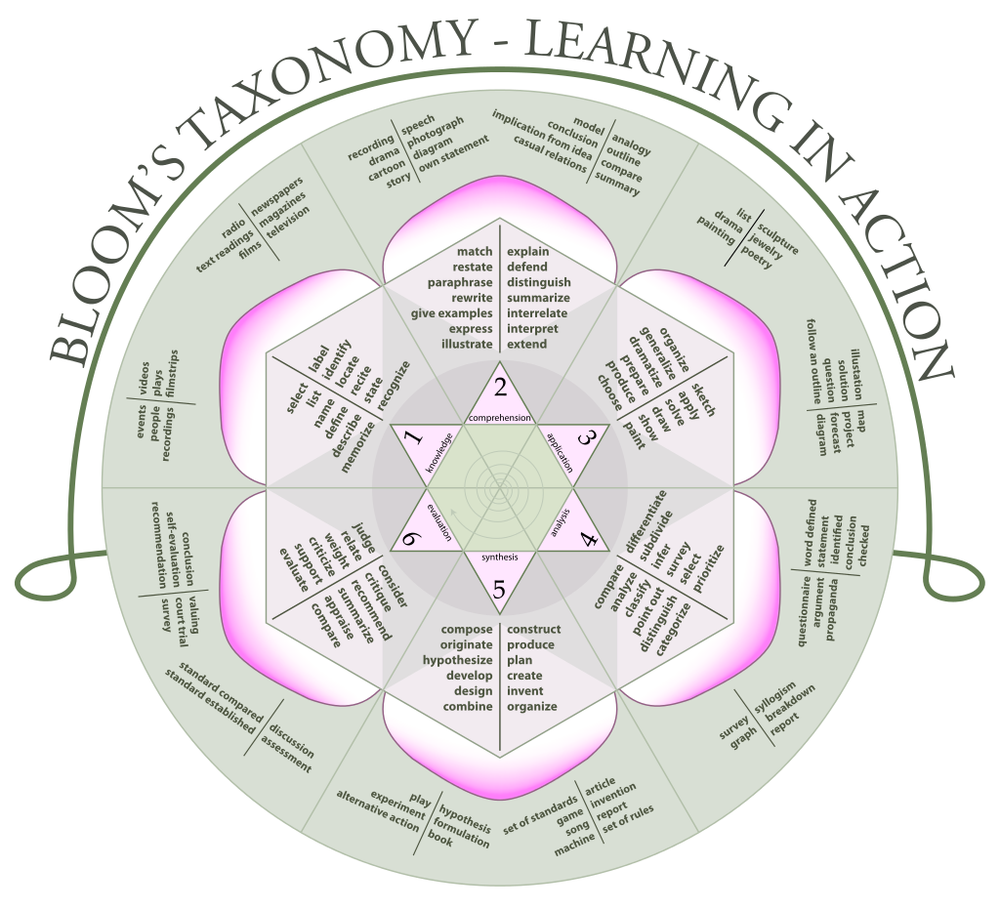 BLOOM'S TAXONOMY - LEARNING IN ACTION
1
knowledge
select
list
name
define
describe
memorize
label
identify
locate
recite
state
recognize
events
people
recordings
videos
plays
filmstrips
radio
text readings
films
newspapers
magazines
television
2
comprehension
match
restate
paraphrase
rewrite
give examples
express
illustrate
explain
defend
distinguish
summarize
interrelate
interpret
extend
recording
drama
cartoon
story
speech
photograph
diagram
own statement
model
conclusion
implication from idea
casual relations
analogy
outline
compare
summary
3
application
organize
generalize
dramatize
prepare
produce
choose
sketch
apply
solve
draw
show
paint
list
drama
painting
sculpture
jewelry
poetry
illustation
solution
question
follow an outline
map
project
forecast
diagram
4
analysis
compare
analyze
classify
point out
distinguish
categorize
differentiate
subdivide
infer
survey
select
prioritize
questionnaire
argument
propaganda
word defined
statement
identified
conclusion
checked
survey
graph
syllogism
breakdown
report
5
synthesis
compose
originate
hypothesize
develop
design
combine
construct
produce
plan
create
invent
organize
set of standards
game
song
machine
article
invention
report
set of rules
play
experiment
alternative action
hypothesis
formulation
book
6
evaluation
judge
relate
weight
criticize
support
evaluate
consider
critique
recommend
summarize
appraise
compare
standard compared
standard established
discussion
assessment
conclusion
self-evaluation
recommendation
valuing
court trial
survey